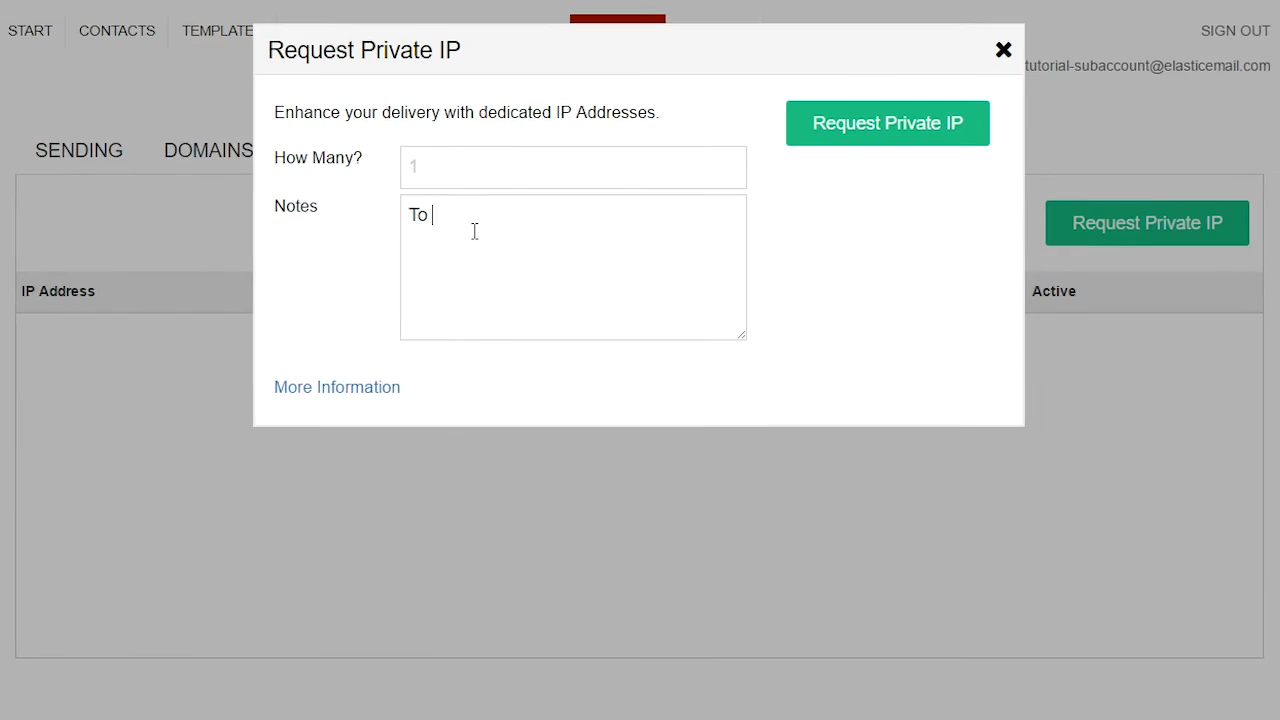 START CONTACTS TEMPLATE
SIGN OUT
tutorial-subaccount@elasticemail.com
Request Private IP
Enhance your delivery with dedicated IP Addresses.
Request Private IP
How Many? 1
Notes To
More Information
SENDING DOMAINS
Request Private IP
IP Address Active